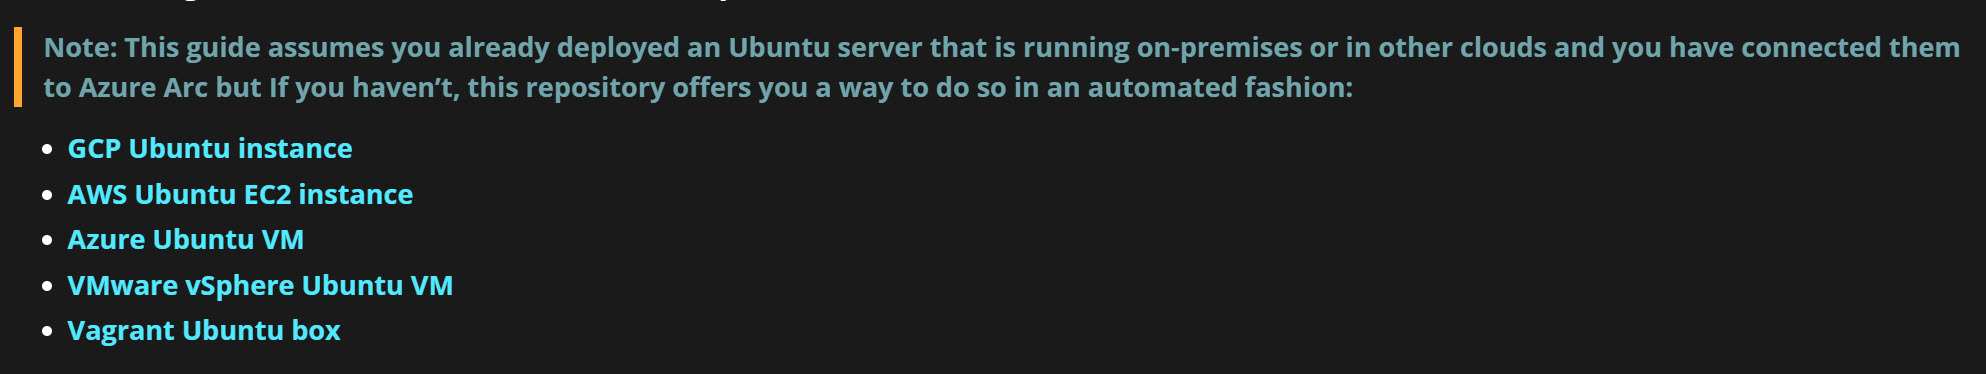 Note: This guide assumes you already deployed an Ubuntu server that is running on-premises or in other clouds and you have connected them
to Azure Arc but If you haven’t, this repository offers you a way to do so in an automated fashion:
GCP Ubuntu instance
AWS Ubuntu EC2 instance
Azure Ubuntu VM
VMware vSphere Ubuntu VM
Vagrant Ubuntu box